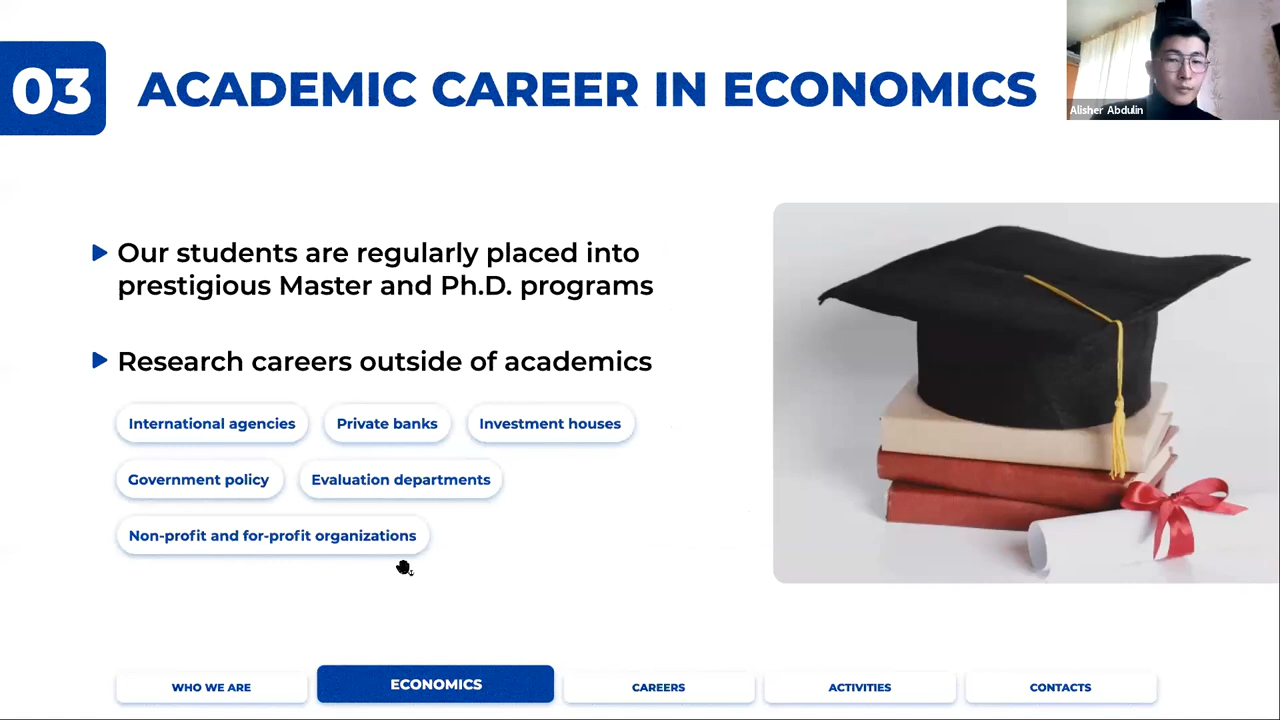 03
ACADEMIC CAREER IN ECONOMICS
Alisher Abdulin
Our students are regularly placed into
prestigious Master and Ph.D. programs
Research careers outside of academics
International agencies
Private banks
Investment houses
Government policy
Evaluation departments
Non-profit and for-profit organizations
WHO WE ARE
ECONOMICS
CAREERS
ACTIVITIES
CONTACTS